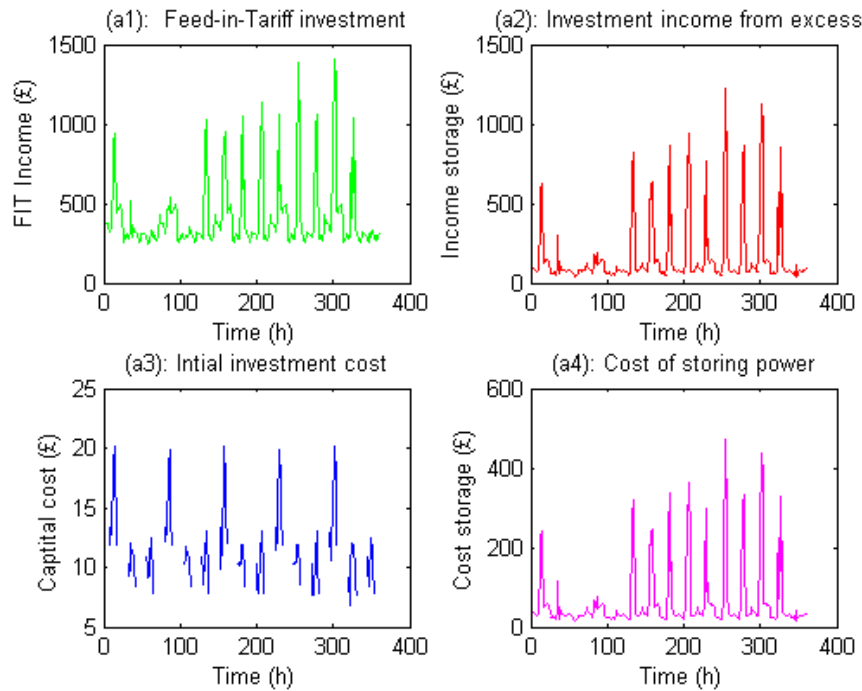 (a1): Feed-in-Tariff investment
1500
1000
500
0
FIT Income (£)
0 100 200 300 400
Time (h)
(a2): Investment income from excess
1500
1000
500
0
Income storage (£)
0 100 200 300 400
Time (h)
(a3): Intial investment cost
25
20
15
10
5
Captital cost (£)
0 100 200 300 400
Time (h)
(a4): Cost of storing power
600
400
200
0
Cost storage (£)
0 100 200 300 400
Time (h)